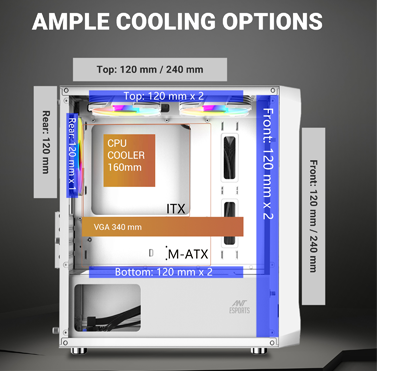 AMPLE COOLING OPTIONS
Top: 120 mm / 240 mm
Top: 120 mm x 2
Rear: 120 mm
Rear: 120 mm x 1
CPU
COOLER
160mm
Front: 120 mm x 2
Front: 120 mm / 240 mm
ITX
VGA 340 mm
M-ATX
Bottom: 120 mm x 2
ANT
ESPORTS